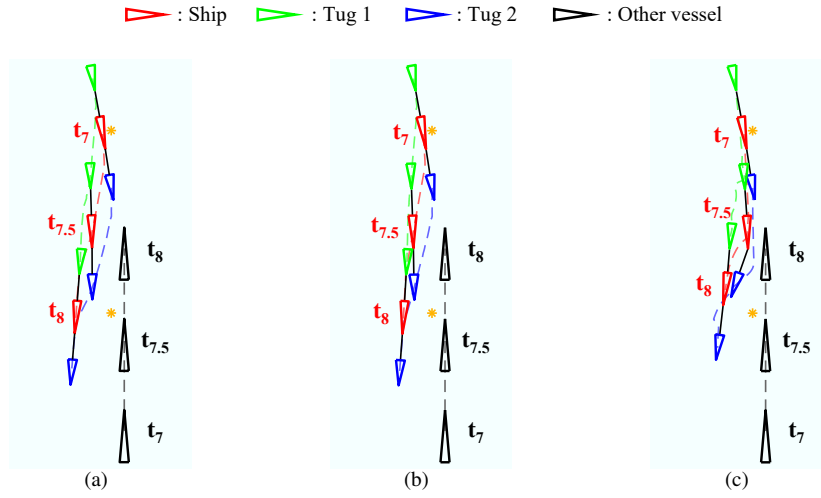 : Ship : Tug 1 : Tug 2 : Other vessel
t7 t7 t7
t7.5 t7.5 t7.5
t8 t8 t8
t8 t8 t8
t7.5 t7.5 t7.5
t7 t7 t7
(a) (b) (c)